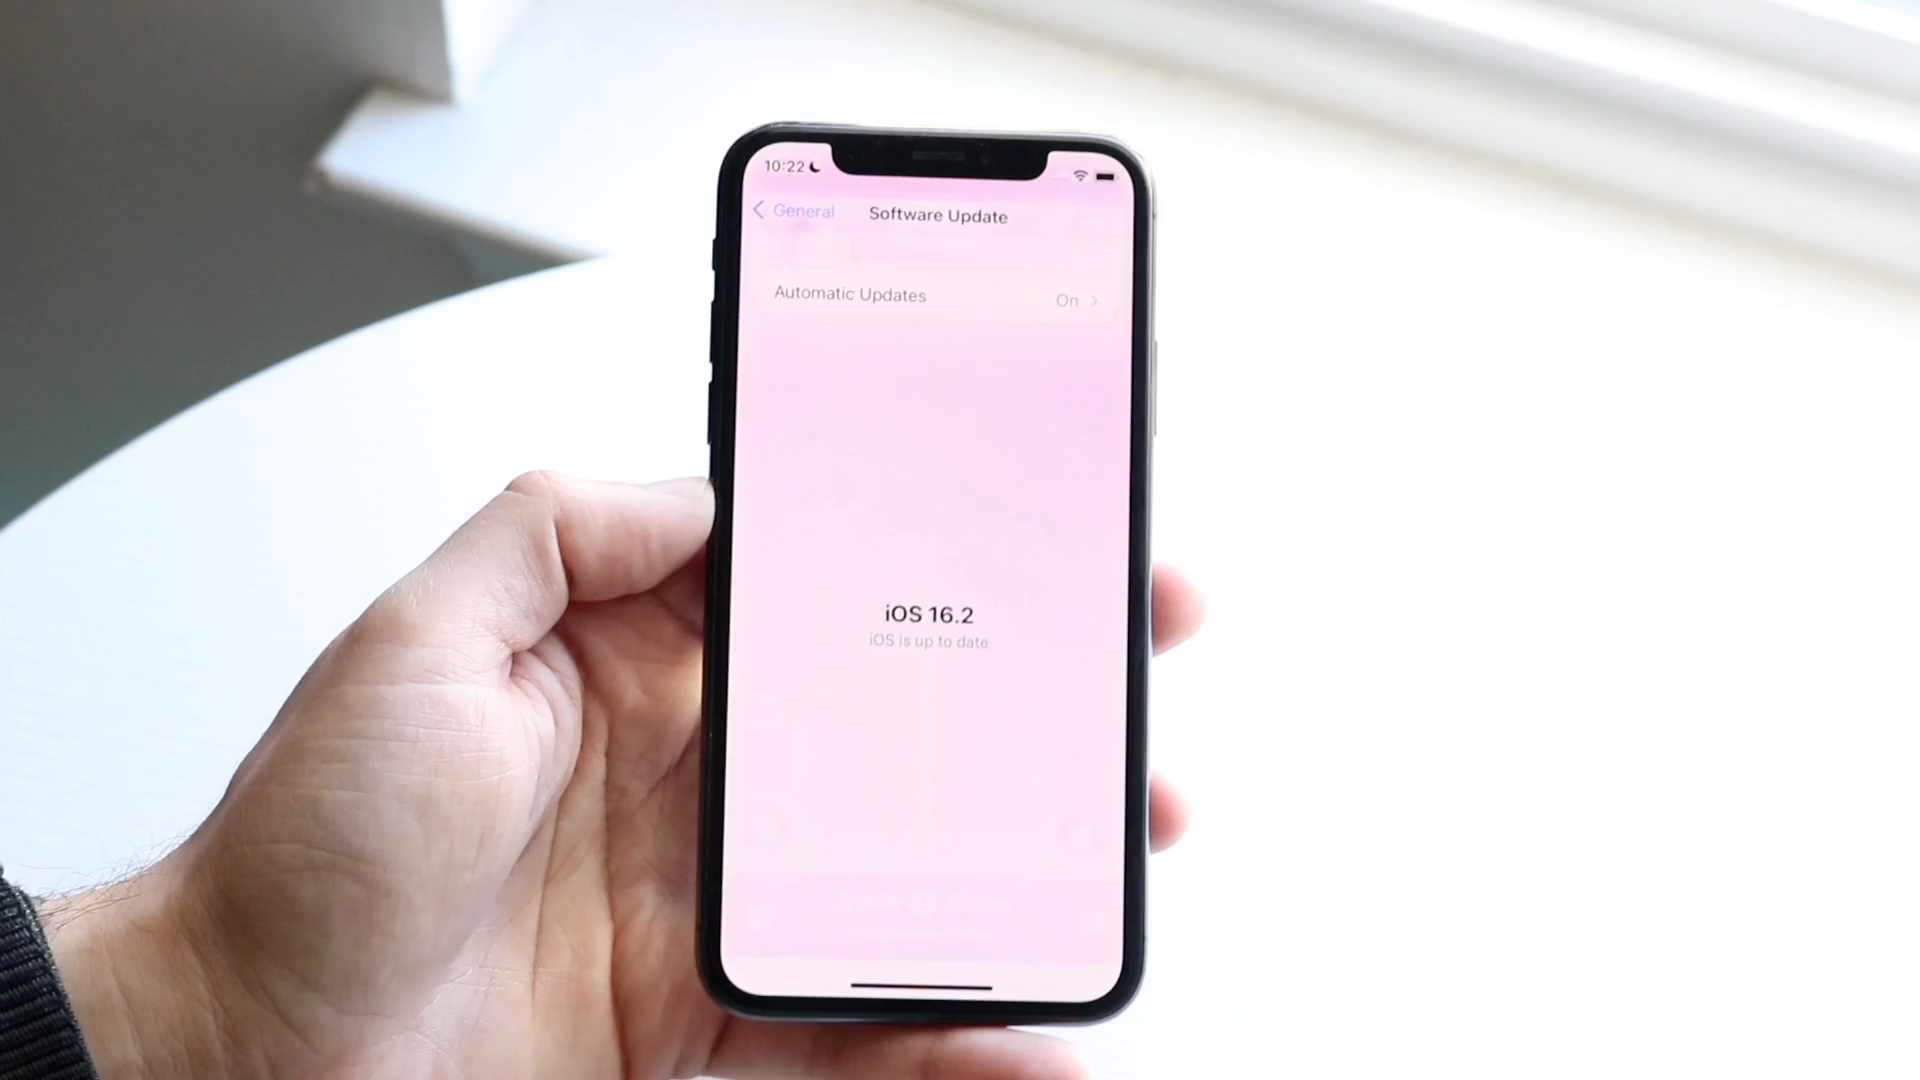 10:22
General
Software Update
Automatic Updates
On
iOS 16.2
iOS is up to date